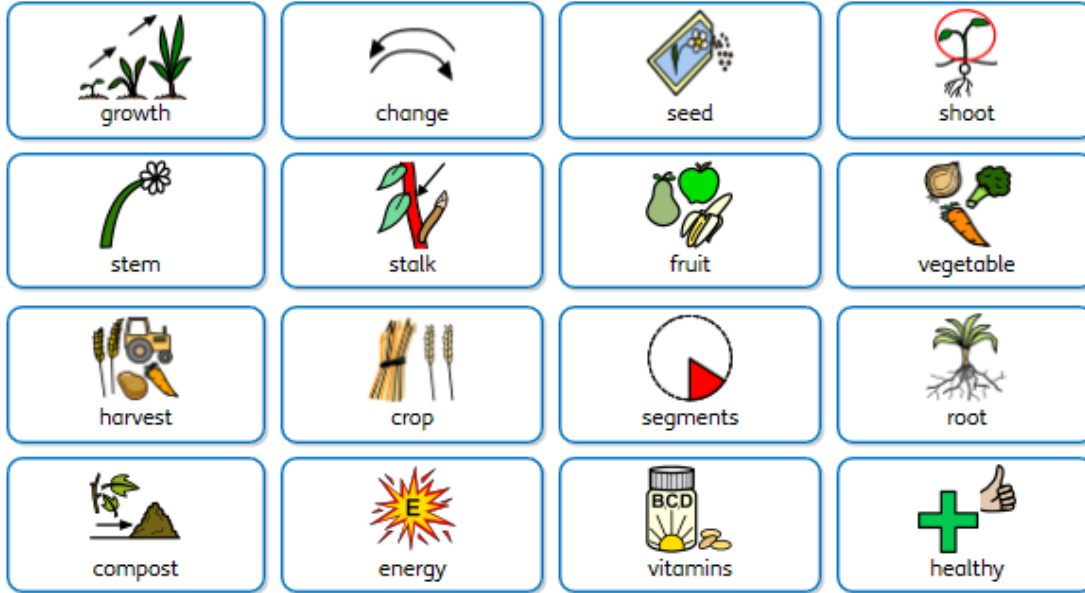 growth
change
seed
shoot
stem
stalk
fruit
vegetable
harvest
crop
segments
root
compost
E
energy
B,C,D
vitamins
healthy